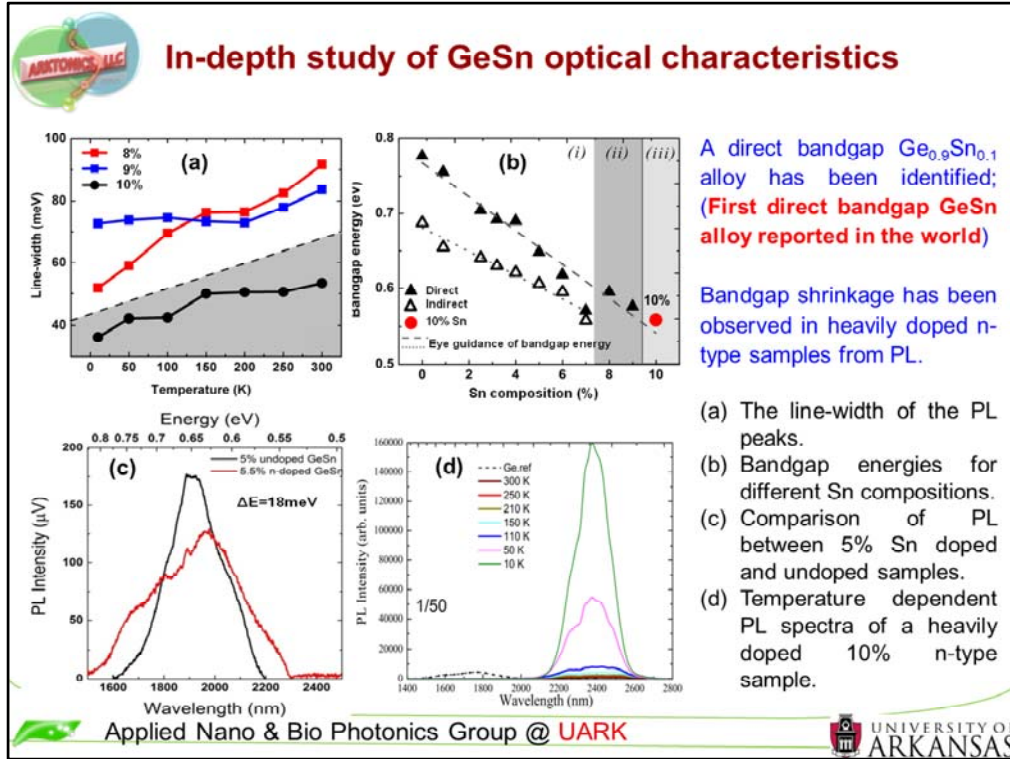 ARKTONICS, LLC
In-depth study of GeSn optical characteristics
100
80
60
40
Line-width (meV)
8%
9%
10%
(a)
0 50 100 150 200 250 300
Temperature (K)
0.8
0.7
0.6
0.5
Banogap energy (eV)
(b)
(i) (ii) (iii)
10%
Direct
Indirect
10% Sn
Eye guidance of bandgap energy
0 2 4 6 8 10
Sn composition (%)
A direct bandgap Ge₀.₉Sn₀.₁
alloy has been identified;
(First direct bandgap GeSn
alloy reported in the world)
Bandgap shrinkage has been
observed in heavily doped n-
type samples from PL.
(a) The line-width of the PL
peaks.
(b) Bandgap energies for
different Sn compositions.
(c) Comparison of PL
between 5% Sn doped
and undoped samples.
(d) Temperature dependent
PL spectra of a heavily
doped 10% n-type
sample.
Energy (eV)
0.8 0.75 0.7 0.65 0.6 0.55 0.5
200
150
100
50
0
PL Intensity (μV)
(c)
5% undoped GeSn
5.5% n-doped GeSn
ΔE=18meV
1600 1800 2000 2200 2400
Wavelength (nm)
160000
140000
120000
100000
80000
60000
40000
20000
0
PL Intensity (arb. units)
(d)
Ge.ref
300 K
250 K
210 K
150 K
110 K
50 K
10 K
1/50
1400 1600 1800 2000 2200 2400 2600 2800
Wavelength (nm)
Applied Nano & Bio Photonics Group @ UARK
UNIVERSITY OF
ARKANSAS